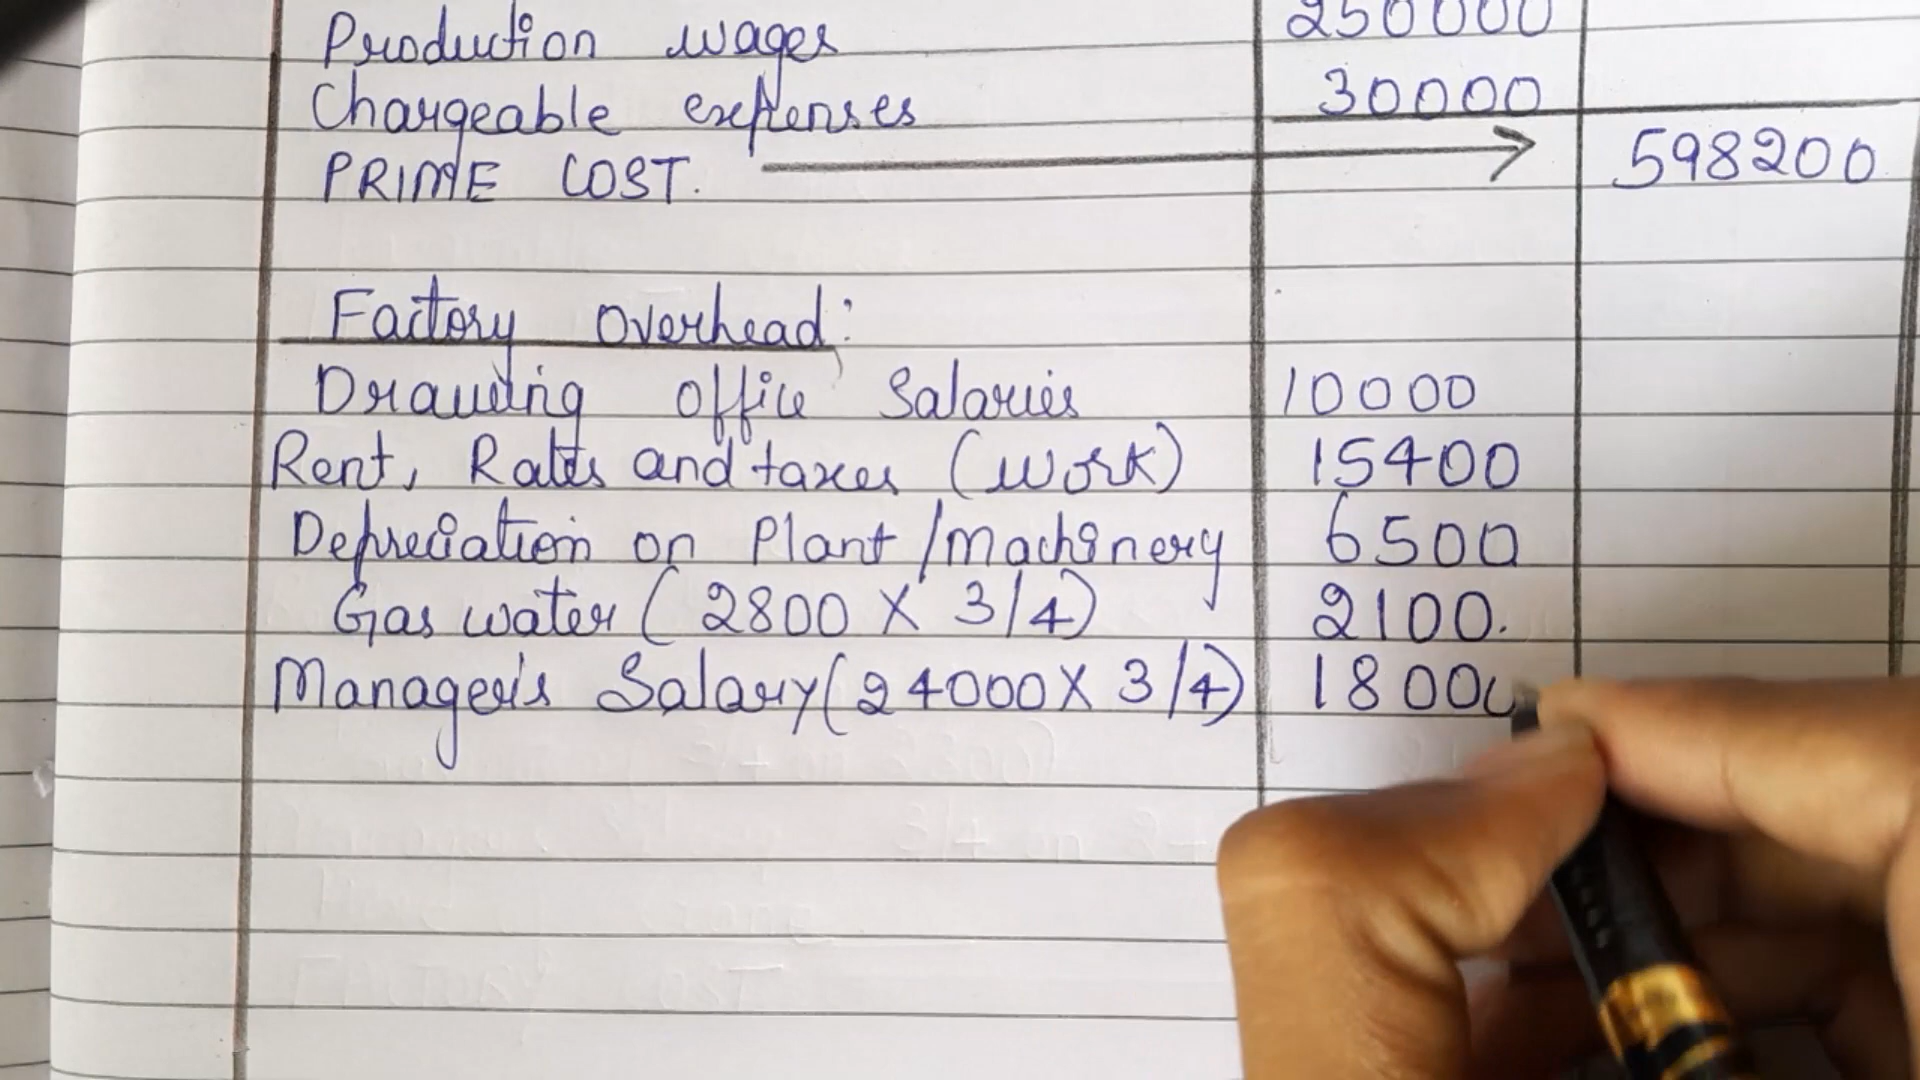 Production wages 250000
Chargeable expenses 30000
PRIME COST. 598200
Factory Overhead:
Drawing office Salaries 10000
Rent, Rates and taxes (work) 15400
Depreciation on Plant/Machinery 6500
Gas water (2800 X 3/4) 2100.
Manager's Salary (24000 X 3/4) 18000